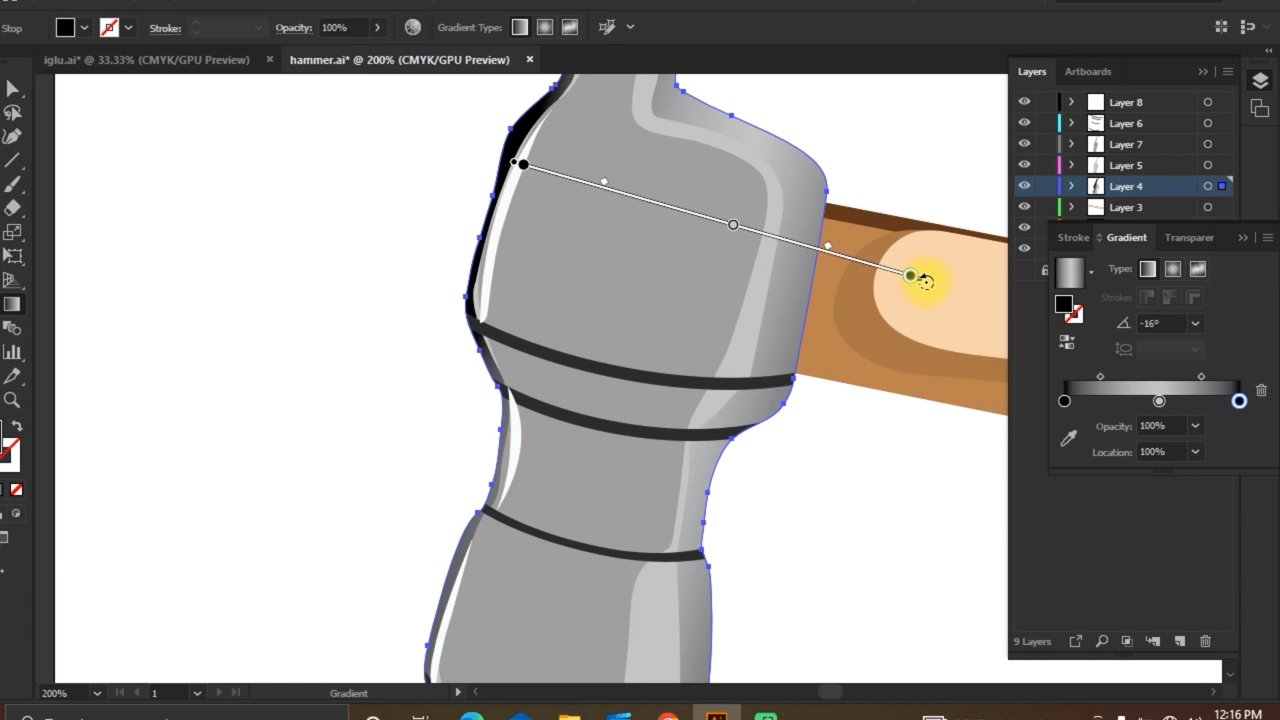 Stop Stroke: Opacity: 100% Gradient Type:
iglu.ai* @ 33.33% (CMYK/GPU Preview) × hammer.ai* @ 200% (CMYK/GPU Preview) ×
Layers Artboards
Layer 8
Layer 6
Layer 7
Layer 5
Layer 4
Layer 3
Stroke Gradient Transparer
Type:
Stroke:
-16°
Opacity: 100%
Location: 100%
9 Layers
200% 1 Gradient
12:16 PM